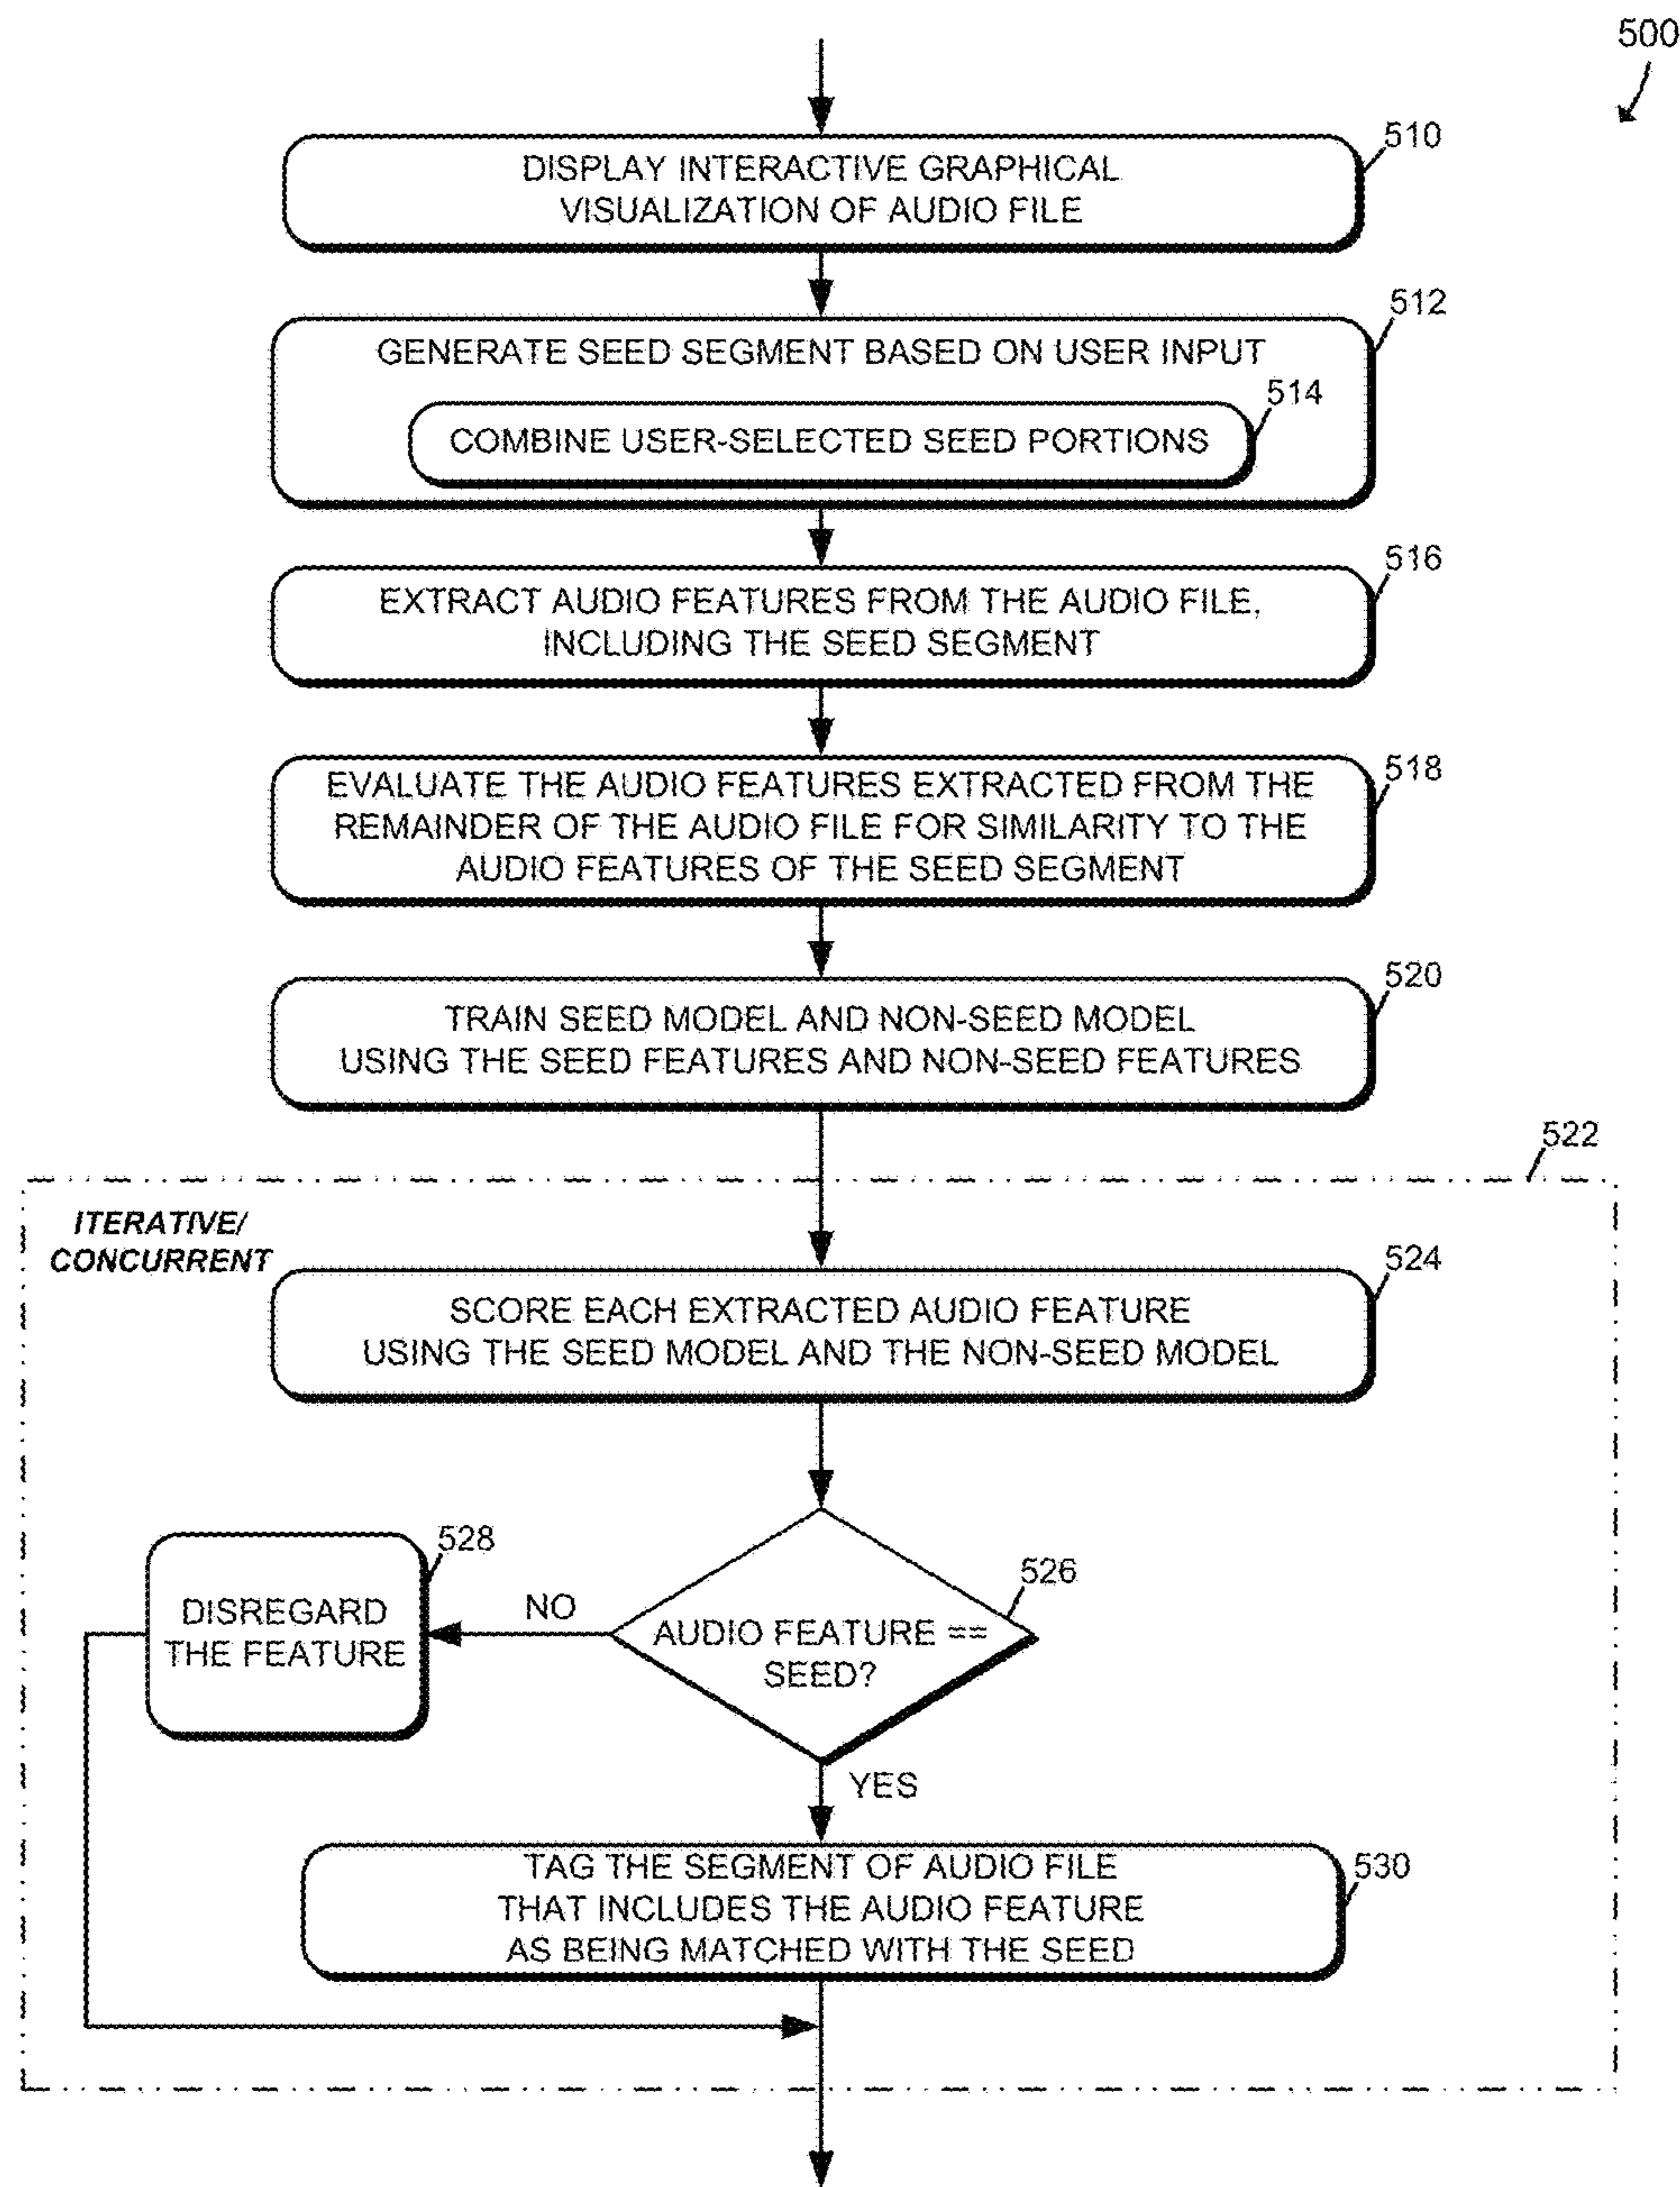 500
510
DISPLAY INTERACTIVE GRAPHICAL
VISUALIZATION OF AUDIO FILE
512
GENERATE SEED SEGMENT BASED ON USER INPUT
514
COMBINE USER-SELECTED SEED PORTIONS
516
EXTRACT AUDIO FEATURES FROM THE AUDIO FILE,
INCLUDING THE SEED SEGMENT
518
EVALUATE THE AUDIO FEATURES EXTRACTED FROM THE
REMAINDER OF THE AUDIO FILE FOR SIMILARITY TO THE
AUDIO FEATURES OF THE SEED SEGMENT
520
TRAIN SEED MODEL AND NON-SEED MODEL
USING THE SEED FEATURES AND NON-SEED FEATURES
522
ITERATIVE/
CONCURRENT
524
SCORE EACH EXTRACTED AUDIO FEATURE
USING THE SEED MODEL AND THE NON-SEED MODEL
528
DISREGARD
THE FEATURE
NO
526
AUDIO FEATURE ==
SEED?
YES
530
TAG THE SEGMENT OF AUDIO FILE
THAT INCLUDES THE AUDIO FEATURE
AS BEING MATCHED WITH THE SEED